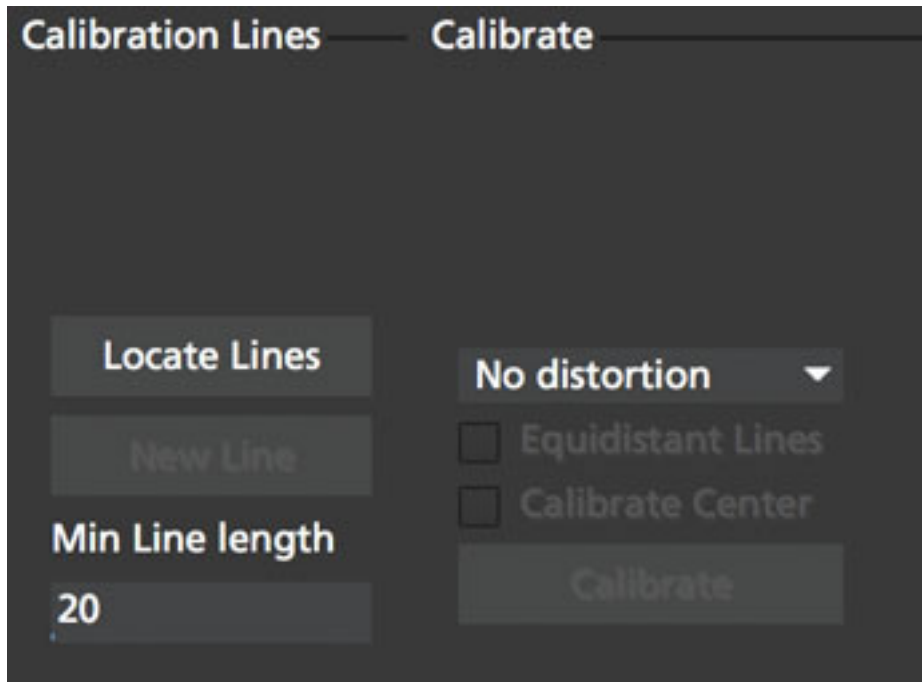 Calibration Lines
Calibrate
Locate Lines
New Line
Min Line length
20
No distortion
Equidistant Lines
Calibrate Center
Calibrate